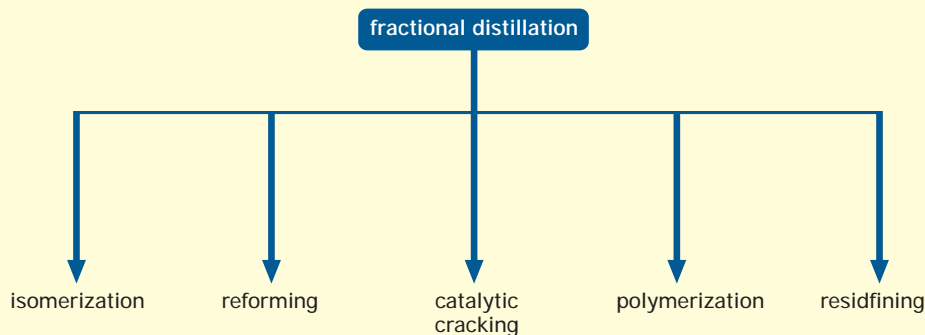 fractional distillation
isomerization
reforming
catalytic
cracking
polymerization
residfining